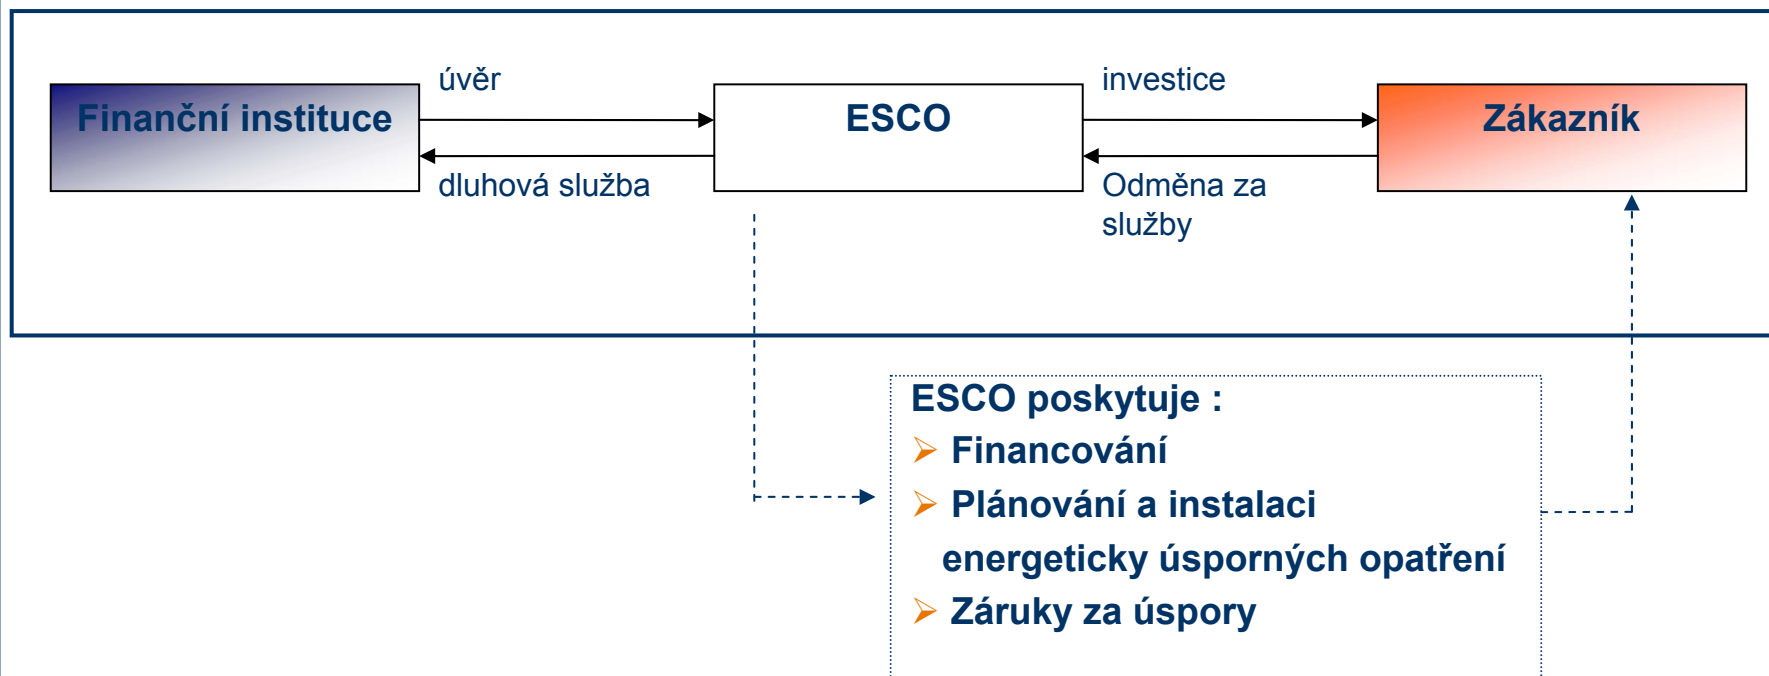 úvěr
investice
Finanční instituce
ESCO
Zákazník
dluhová služba
Odměna za
služby
ESCO poskytuje :
Financování
Plánování a instalaci
energeticky úsporných opatření
Záruky za úspory